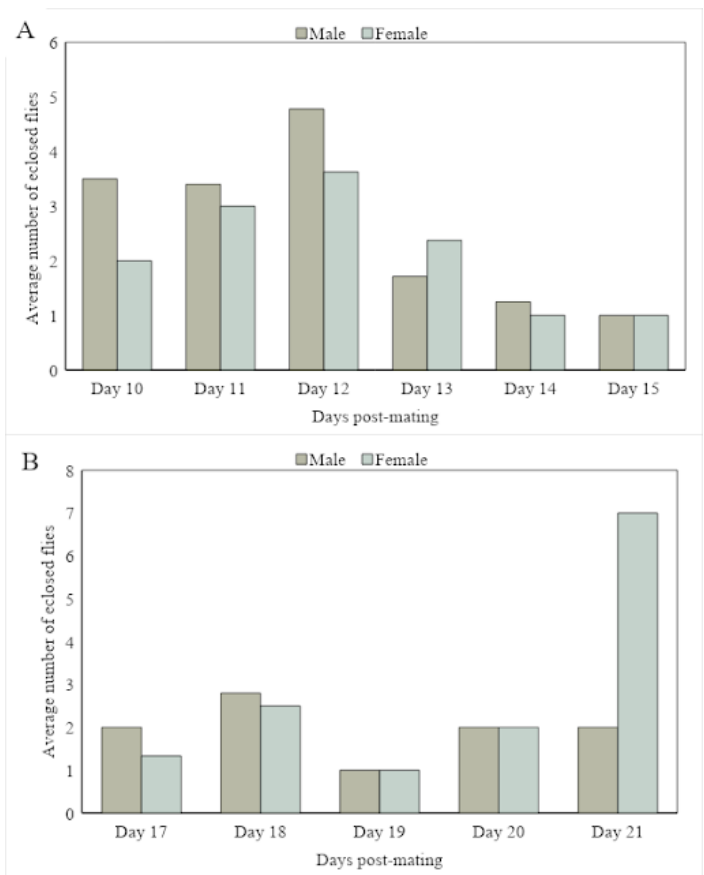 A
Male Female
6
5
4
3
2
1
0
Average number of eclosed flies
Day 10 Day 11 Day 12 Day 13 Day 14 Day 15
Days post-mating
B
Male Female
8
7
6
5
4
3
2
1
0
Average number of eclosed flies
Day 17 Day 18 Day 19 Day 20 Day 21
Days post-mating